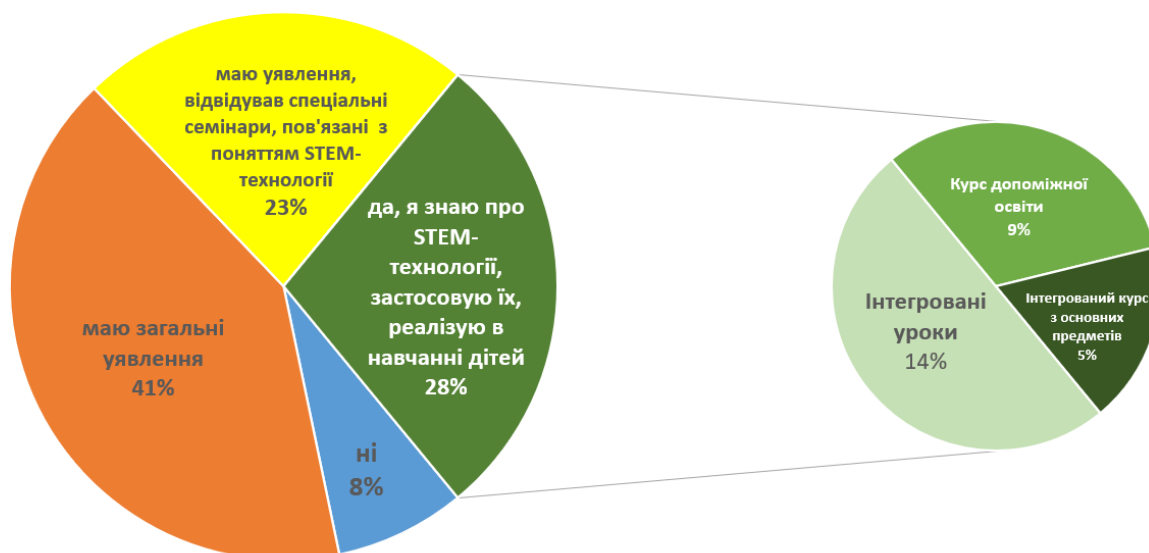 маю уявлення,
відвідував спеціальні
семінари, пов'язані з
поняттям STEM-
технології
23%
да, я знаю про
STEM-
технології,
застосовую їх,
реалізую в
навчанні дітей
28%
ні
8%
маю загальні
уявлення
41%
Курс допоміжної
освіти
9%
Інтегрований курс
з основних
предметів
5%
Інтегровані
уроки
14%